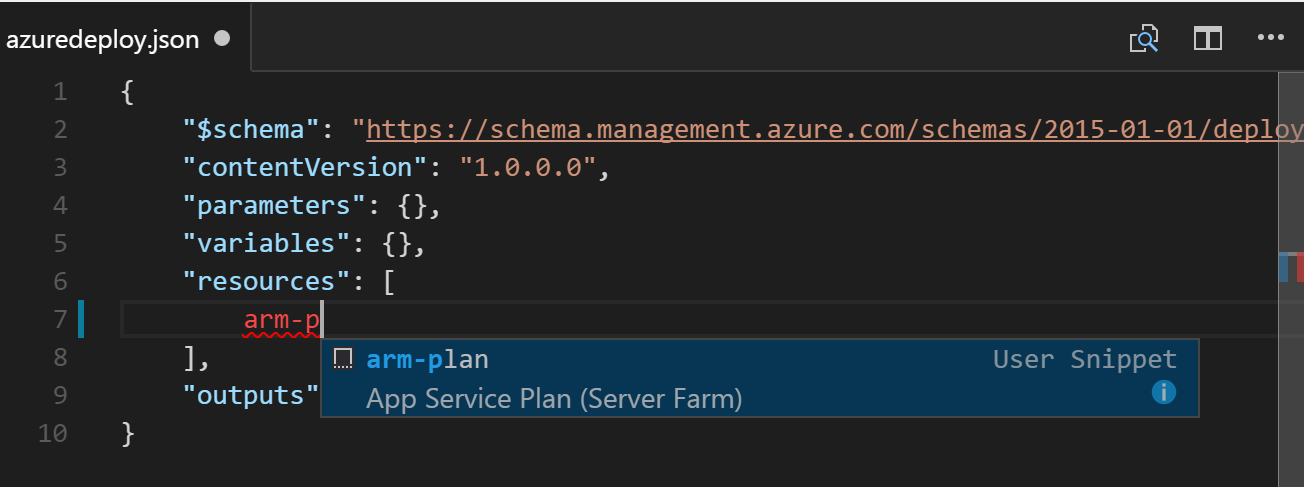 azuredeploy.json
1 {
2 "$schema": "https://schema.management.azure.com/schemas/2015-01-01/deploy
3 "contentVersion": "1.0.0.0",
4 "parameters": {},
5 "variables": {},
6 "resources": [
7 arm-p
8 ],
arm-plan User Snippet
9 "outputs"
App Service Plan (Server Farm)
10 }